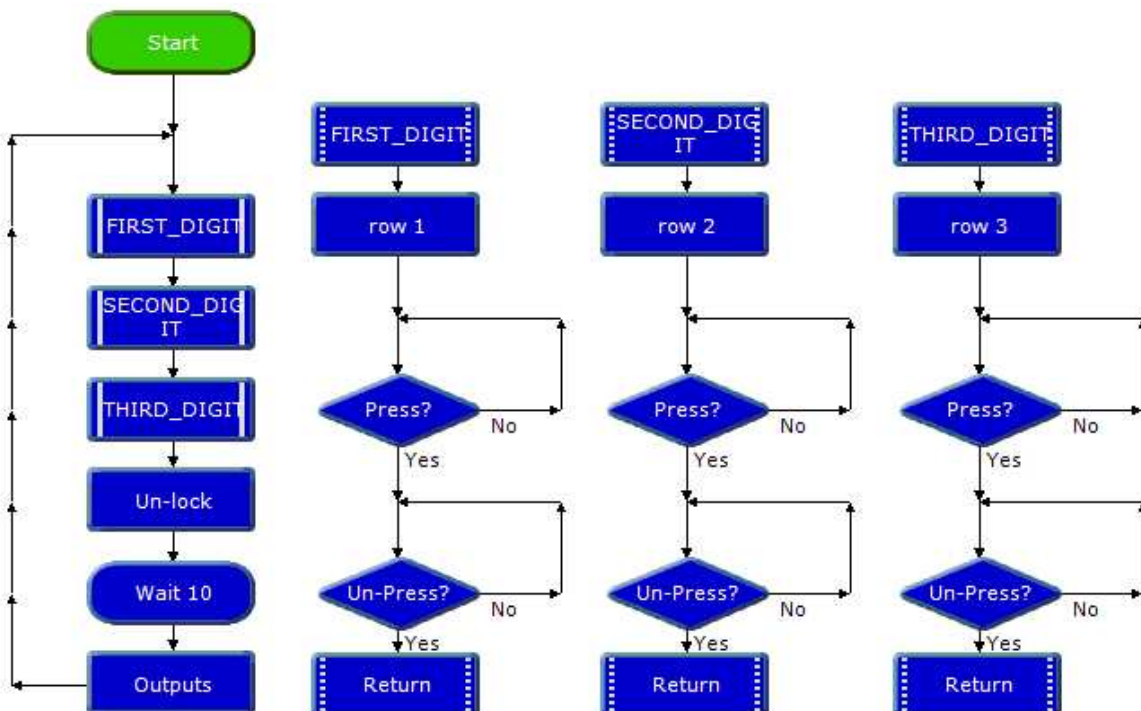 Start
FIRST_DIGIT
SECOND_DIG
IT
THIRD_DIGIT
Un-lock
Wait 10
Outputs
FIRST_DIGIT
row 1
Press?
No
Yes
Un-Press?
No
Yes
Return
SECOND_DIG
IT
row 2
Press?
No
Yes
Un-Press?
No
Yes
Return
THIRD_DIGIT
row 3
Press?
No
Yes
Un-Press?
No
Yes
Return